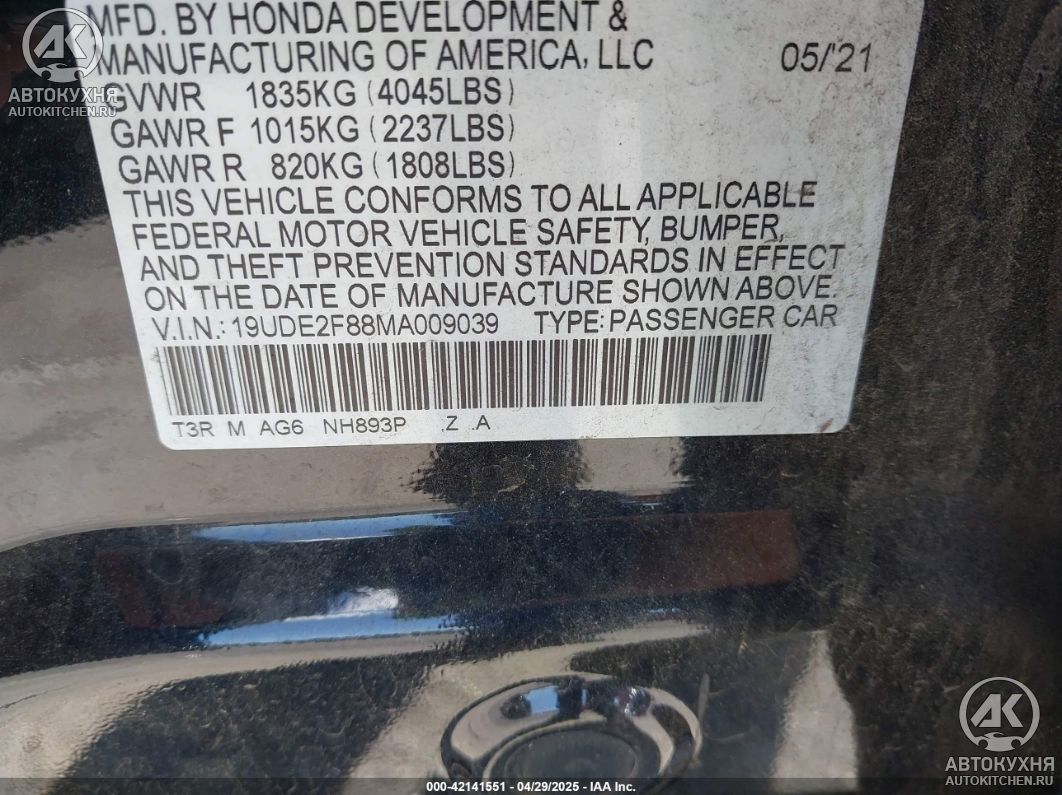 MFD. BY HONDA DEVELOPMENT &
MANUFACTURING OF AMERICA, LLC 05/'21
GVWR 1835KG (4045LBS)
GAWR F 1015KG (2237LBS)
GAWR R 820KG (1808LBS)
THIS VEHICLE CONFORMS TO ALL APPLICABLE
FEDERAL MOTOR VEHICLE SAFETY, BUMPER,
AND THEFT PREVENTION STANDARDS IN EFFECT
ON THE DATE OF MANUFACTURE SHOWN ABOVE.
V.I.N.: 19UDE2F88MA009039 TYPE: PASSENGER CAR
T3R M AG6 NH893P .Z .A
АК
АВТОКУХНЯ
AUTOKITCHEN.RU
АК
АВТОКУХНЯ
AUTOKITCHEN.RU
000-42141551 | 04/29/2025 - IAA Inc.